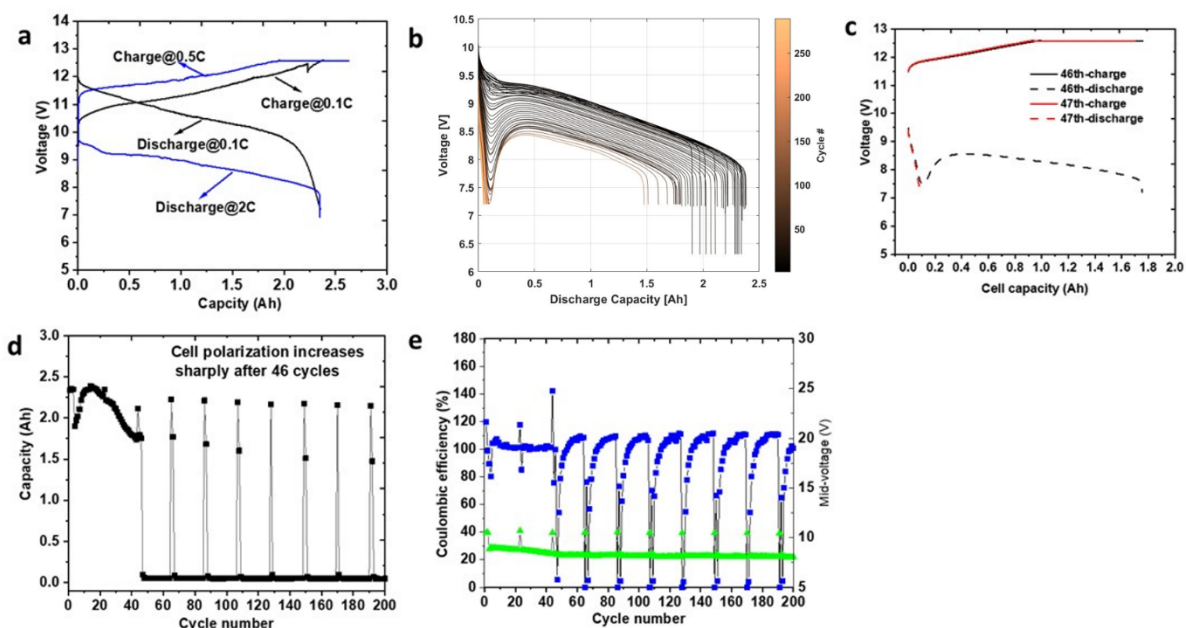 a
14
13
12
11
10
9
8
7
6
5
Voltage (V)
Charge@0.5C
Charge@0.1C
Discharge@0.1C
Discharge@2C
0.0 0.5 1.0 1.5 2.0 2.5 3.0
Capcity (Ah)
b
10
9.5
9
8.5
8
7.5
7
6.5
6
Voltage [V]
0 0.5 1 1.5 2 2.5
Discharge Capacity [Ah]
250
200
150
100
50
Cycle #
c
13
12
11
10
9
8
7
6
5
Voltage (V)
46th-charge
46th-discharge
47th-charge
47th-discharge
0.0 0.2 0.4 0.6 0.8 1.0 1.2 1.4 1.6 1.8 2.0
Cell capacity (Ah)
d
3.0
2.5
2.0
1.5
1.0
0.5
0.0
Capacity (Ah)
Cell polarization increases
sharply after 46 cycles
0 20 40 60 80 100 120 140 160 180 200
Cycle number
e
180
160
140
120
100
80
60
40
20
0
Coulombic efficiency (%)
30
25
20
15
10
5
Mid-voltage (V)
0 20 40 60 80 100 120 140 160 180 200
Cycle number